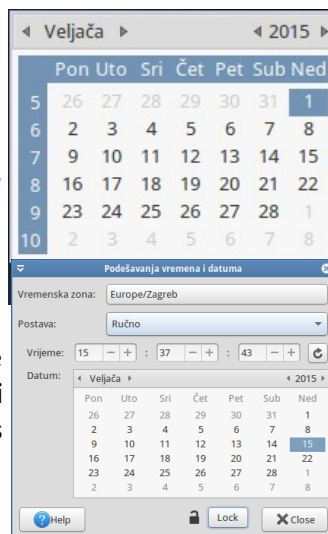 Veljača 2015
Pon Uto Sri Čet Pet Sub Ned
5 26 27 28 29 30 31 1
6 2 3 4 5 6 7 8
7 9 10 11 12 13 14 15
8 16 17 18 19 20 21 22
9 23 24 25 26 27 28 1
10 2 3 4 5 6 7 8
Podešavanja vremena i datuma
Vremenska zona: Europe/Zagreb
Postava: Ručno
Vrijeme: 15 - + : 37 - + : 43 - +
Datum: Veljača 2015
Pon Uto Sri Čet Pet Sub Ned
26 27 28 29 30 31 1
2 3 4 5 6 7 8
9 10 11 12 13 14 15
16 17 18 19 20 21 22
23 24 25 26 27 28 1
2 3 4 5 6 7 8
Help Lock Close